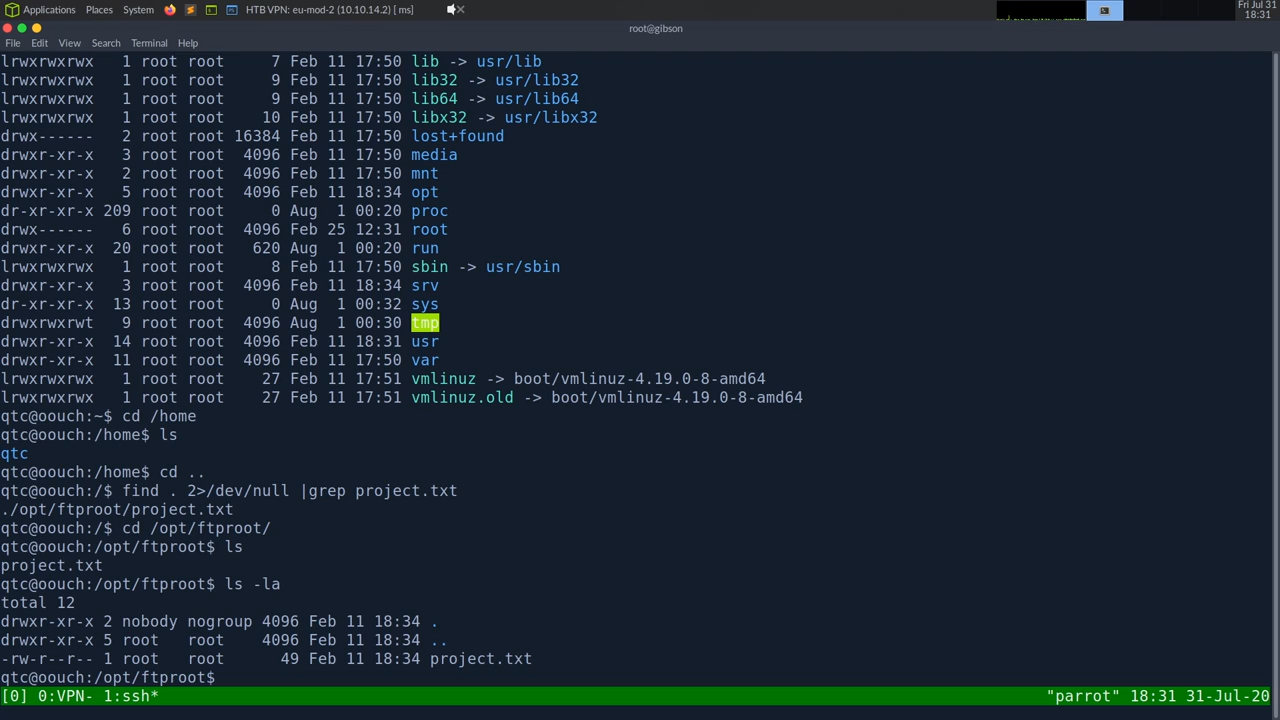 Applications Places System HTB VPN: eu-mod-2 (10.10.14.2) [ ms] Fri Jul 31
18:31
root@gibson
File Edit View Search Terminal Help
lrwxrwxrwx   1 root root     7 Feb 11 17:50 lib -> usr/lib
lrwxrwxrwx   1 root root     9 Feb 11 17:50 lib32 -> usr/lib32
lrwxrwxrwx   1 root root     9 Feb 11 17:50 lib64 -> usr/lib64
lrwxrwxrwx   1 root root    10 Feb 11 17:50 libx32 -> usr/libx32
drwx------   2 root root 16384 Feb 11 17:50 lost+found
drwxr-xr-x   3 root root  4096 Feb 11 17:50 media
drwxr-xr-x   2 root root  4096 Feb 11 17:50 mnt
drwxr-xr-x   5 root root  4096 Feb 11 18:34 opt
dr-xr-xr-x 209 root root     0 Aug  1 00:20 proc
drwx------   6 root root  4096 Feb 25 12:31 root
drwxr-xr-x  20 root root   620 Aug  1 00:20 run
lrwxrwxrwx   1 root root     8 Feb 11 17:50 sbin -> usr/sbin
drwxr-xr-x   3 root root  4096 Feb 11 18:34 srv
dr-xr-xr-x  13 root root     0 Aug  1 00:32 sys
drwxrwxrwt   9 root root  4096 Aug  1 00:30 tmp
drwxr-xr-x  14 root root  4096 Feb 11 18:31 usr
drwxr-xr-x  11 root root  4096 Feb 11 17:50 var
lrwxrwxrwx   1 root root    27 Feb 11 17:51 vmlinuz -> boot/vmlinuz-4.19.0-8-amd64
lrwxrwxrwx   1 root root    27 Feb 11 17:51 vmlinuz.old -> boot/vmlinuz-4.19.0-8-amd64
qtc@oouch:~$ cd /home
qtc@oouch:/home$ ls
qtc
qtc@oouch:/home$ cd ..
qtc@oouch:/$ find . 2>/dev/null |grep project.txt
./opt/ftproot/project.txt
qtc@oouch:/$ cd /opt/ftproot/
qtc@oouch:/opt/ftproot$ ls
project.txt
qtc@oouch:/opt/ftproot$ ls -la
total 12
drwxr-xr-x 2 nobody nogroup 4096 Feb 11 18:34 .
drwxr-xr-x 5 root   root    4096 Feb 11 18:34 ..
-rw-r--r-- 1 root   root      49 Feb 11 18:34 project.txt
qtc@oouch:/opt/ftproot$
[0] 0:VPN- 1:ssh* "parrot" 18:31 31-Jul-20